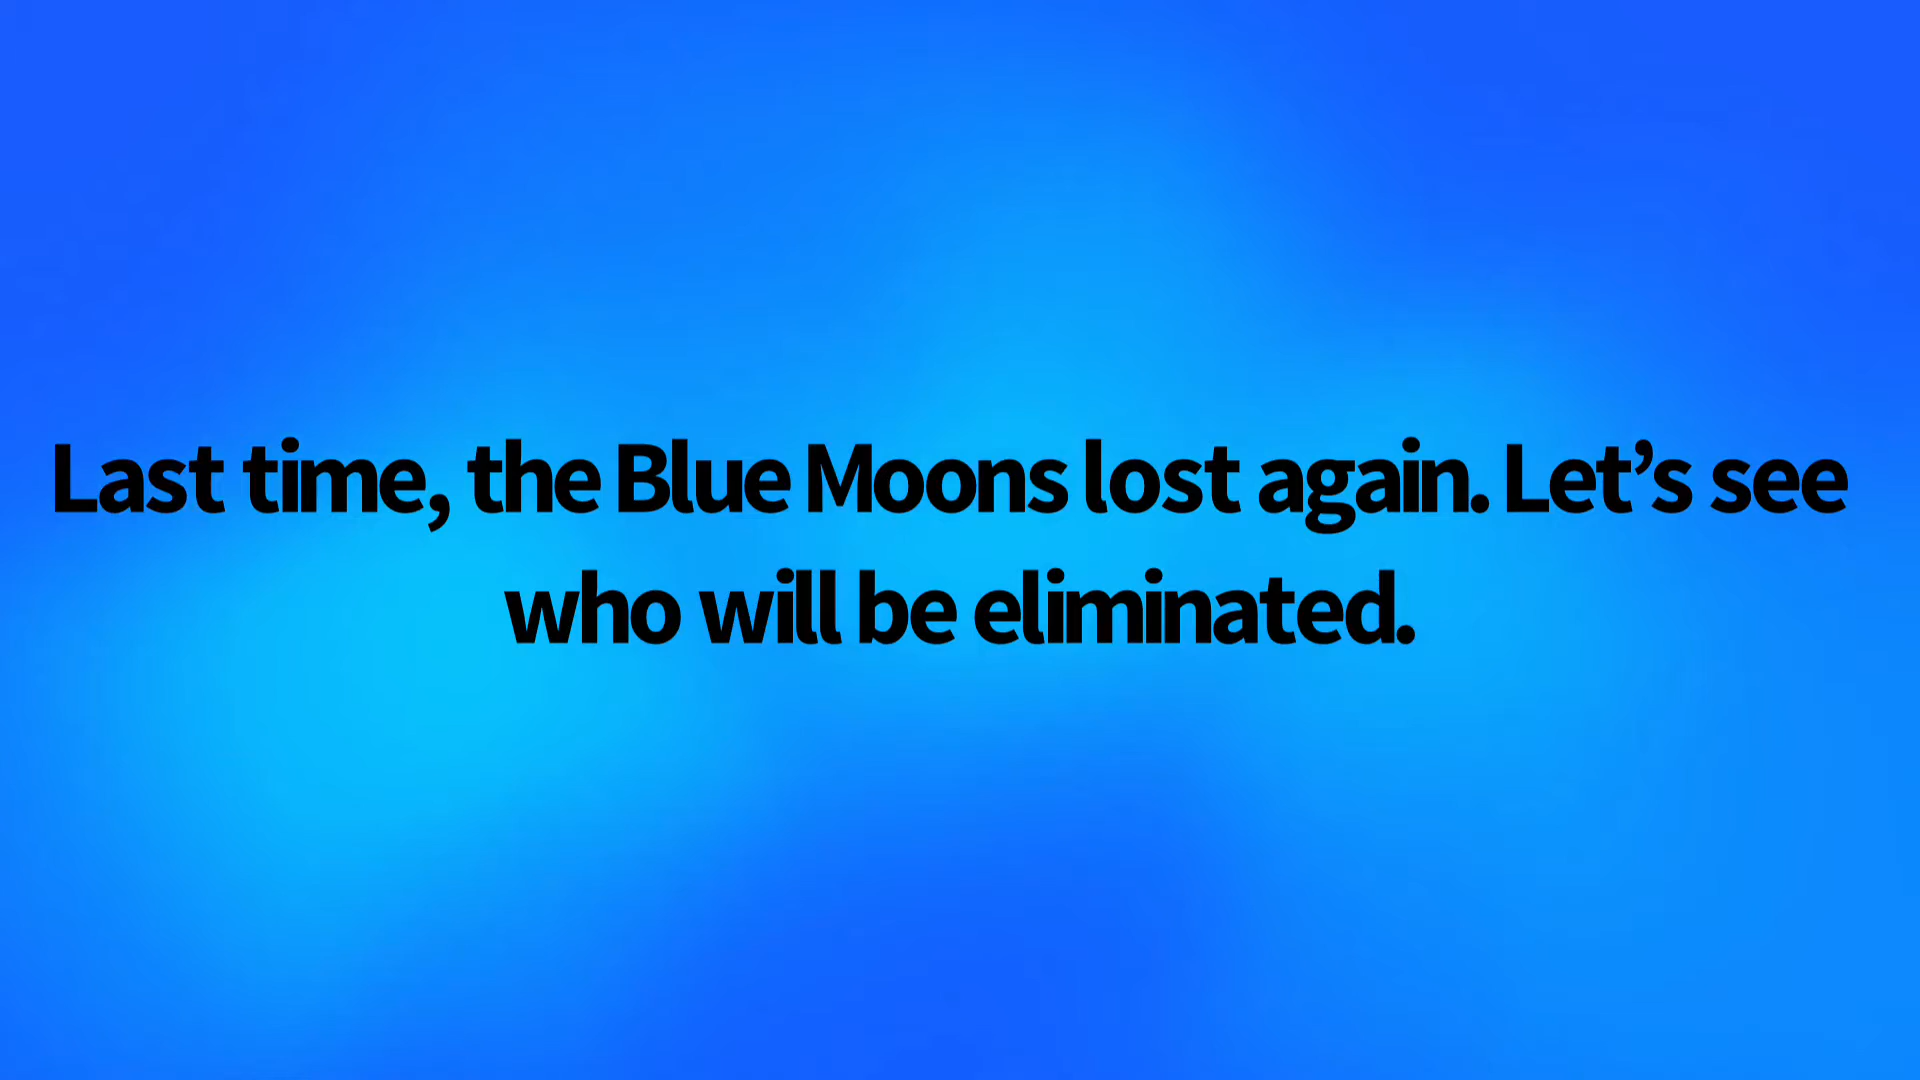 Last time, the Blue Moons lost again. Let’s see
who will be eliminated.